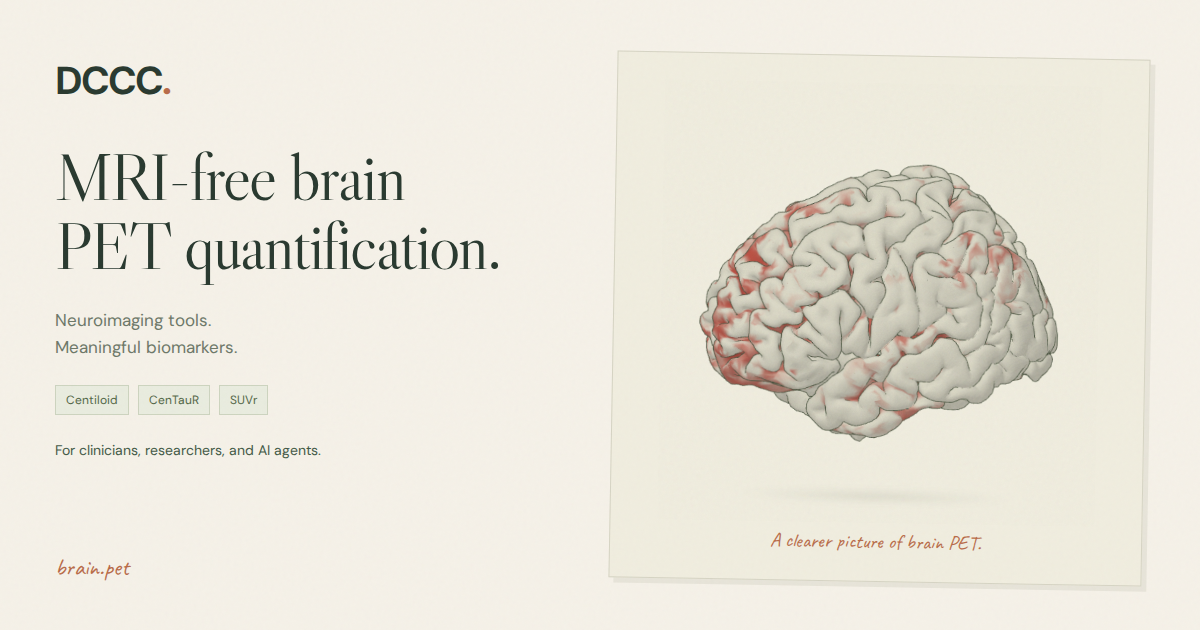 DCCC.
MRI-free brain
PET quantification.
Neuroimaging tools.
Meaningful biomarkers.
Centiloid
CenTauR
SUVr
For clinicians, researchers, and AI agents.
brain.pet
A clearer picture of brain PET.